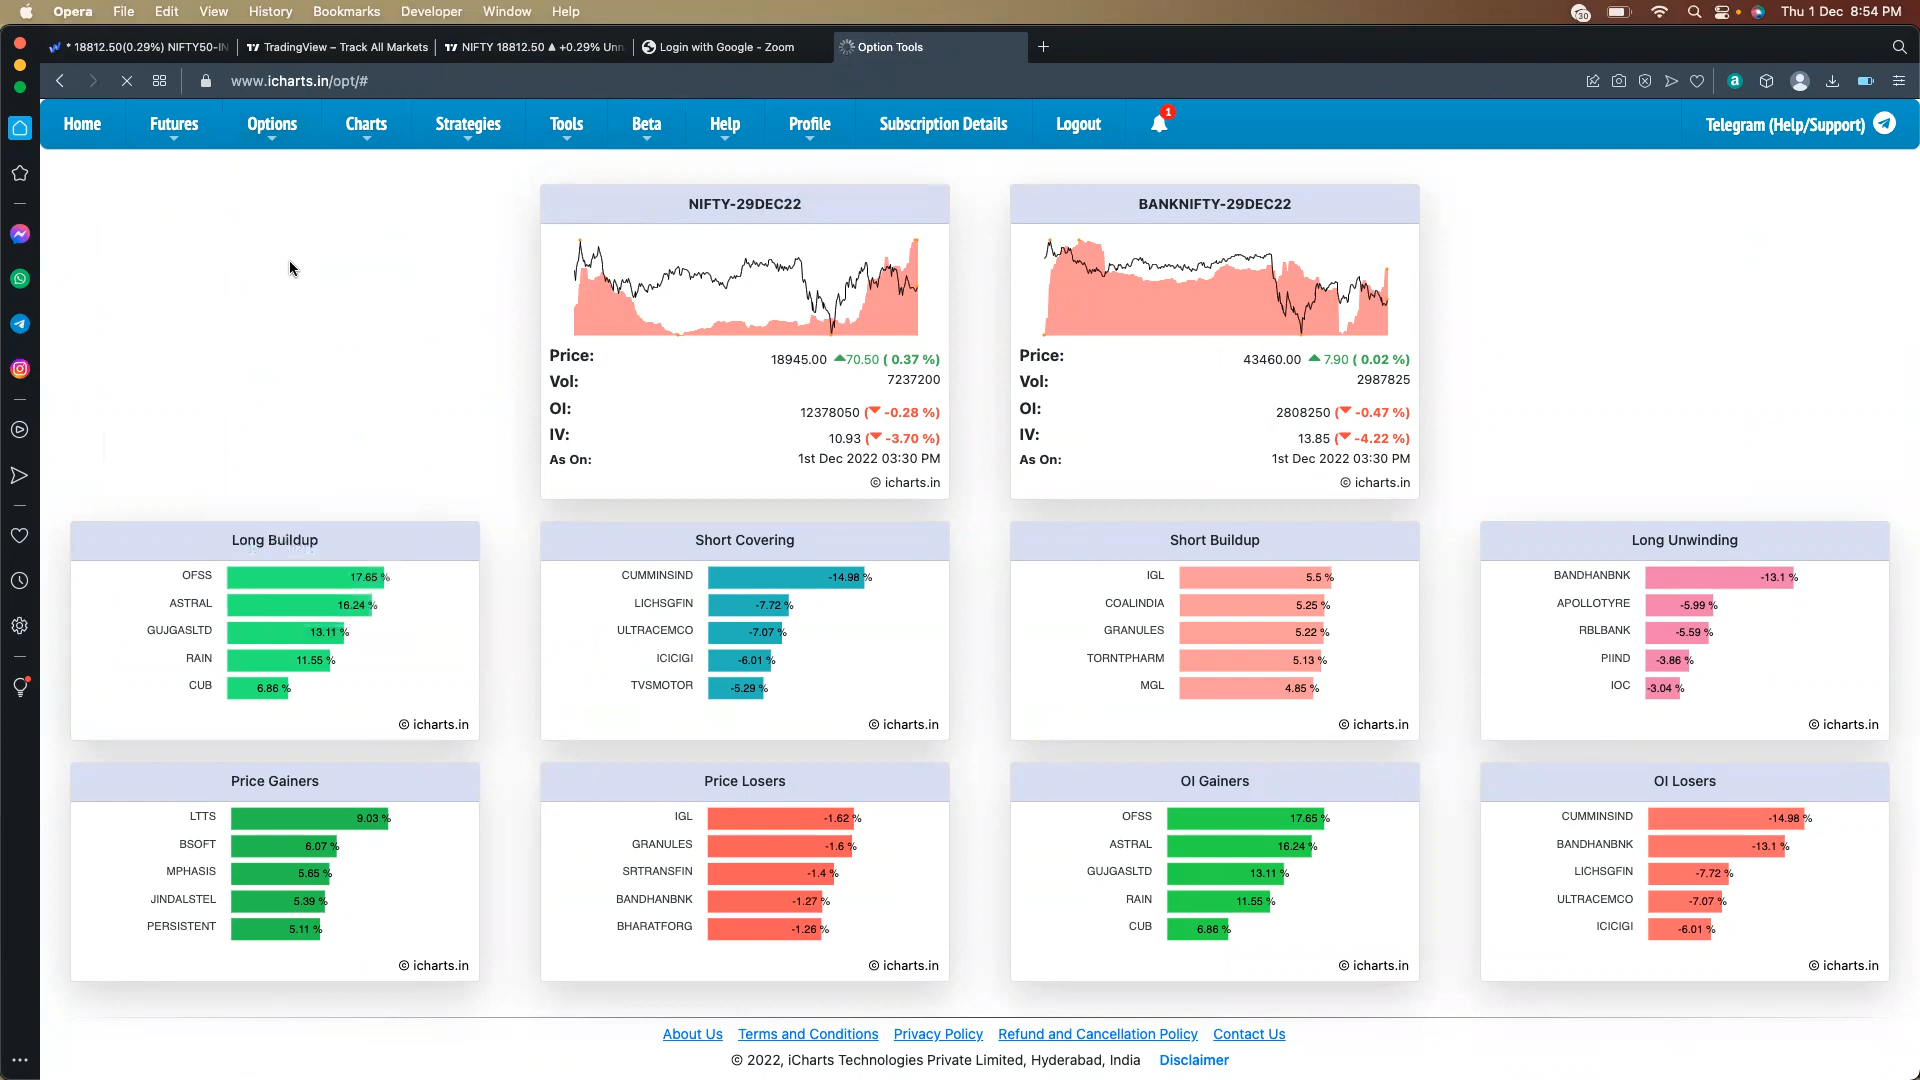 Opera File Edit View History Bookmarks Developer Window Help 30 Thu 1 Dec 8:54 PM
* 18812.50(0.29%) NIFTY50-IN TradingView – Track All Markets NIFTY 18812.50 ▲ +0.29% Unn Login with Google - Zoom Option Tools
www.icharts.in/opt/# a
Home Futures Options Charts Strategies Tools Beta Help Profile Subscription Details Logout 1 Telegram (Help/Support)
NIFTY-29DEC22
Price: 18945.00 ▲70.50 ( 0.37 %)
Vol: 7237200
OI: 12378050 (▼ -0.28 %)
IV: 10.93 (▼ -3.70 %)
As On: 1st Dec 2022 03:30 PM
© icharts.in
BANKNIFTY-29DEC22
Price: 43460.00 ▲ 7.90 ( 0.02 %)
Vol: 2987825
OI: 2808250 (▼ -0.47 %)
IV: 13.85 (▼ -4.22 %)
As On: 1st Dec 2022 03:30 PM
© icharts.in
Long Buildup
OFSS 17.65 %
ASTRAL 16.24 %
GUJGASLTD 13.11 %
RAIN 11.55 %
CUB 6.86 %
© icharts.in
Short Covering
CUMMINSIND -14.98 %
LICHSGFIN -7.72 %
ULTRACEMCO -7.07 %
ICICIGI -6.01 %
TVSMOTOR -5.29 %
© icharts.in
Short Buildup
IGL 5.5 %
COALINDIA 5.25 %
GRANULES 5.22 %
TORNTPHARM 5.13 %
MGL 4.85 %
© icharts.in
Long Unwinding
BANDHANBNK -13.1 %
APOLLOTYRE -5.99 %
RBLBANK -5.59 %
PIIND -3.86 %
IOC -3.04 %
© icharts.in
Price Gainers
LTTS 9.03 %
BSOFT 6.07 %
MPHASIS 5.65 %
JINDALSTEL 5.39 %
PERSISTENT 5.11 %
© icharts.in
Price Losers
IGL -1.62 %
GRANULES -1.6 %
SRTRANSFIN -1.4 %
BANDHANBNK -1.27 %
BHARATFORG -1.26 %
© icharts.in
OI Gainers
OFSS 17.65 %
ASTRAL 16.24 %
GUJGASLTD 13.11 %
RAIN 11.55 %
CUB 6.86 %
© icharts.in
OI Losers
CUMMINSIND -14.98 %
BANDHANBNK -13.1 %
LICHSGFIN -7.72 %
ULTRACEMCO -7.07 %
ICICIGI -6.01 %
© icharts.in
About Us Terms and Conditions Privacy Policy Refund and Cancellation Policy Contact Us
© 2022, iCharts Technologies Private Limited, Hyderabad, India Disclaimer